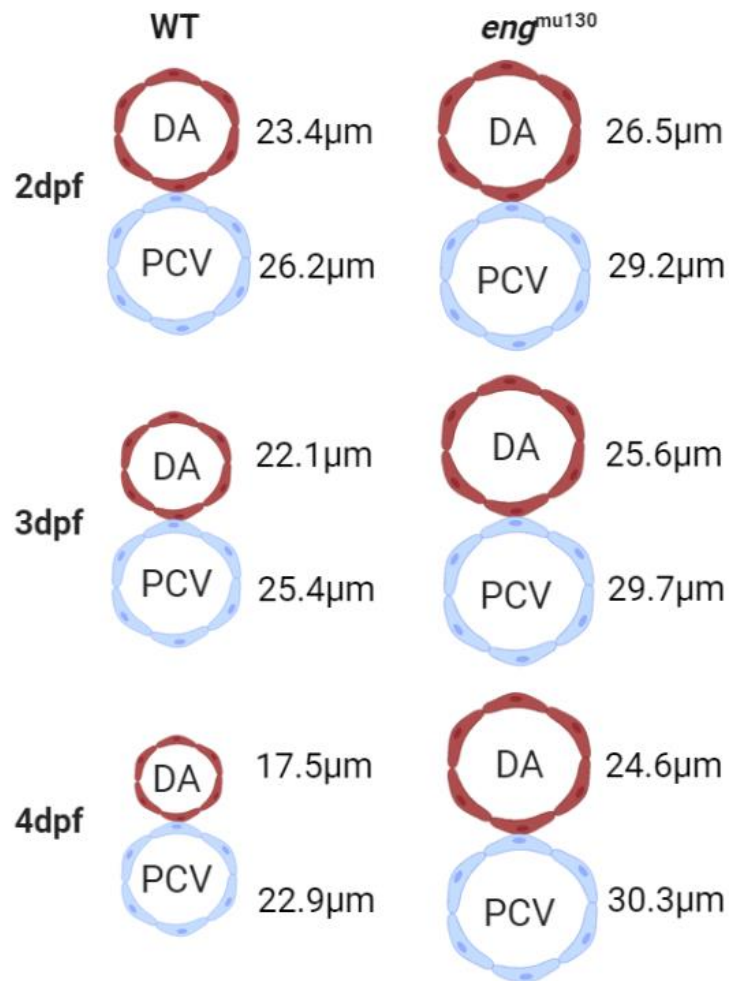 WT eng^mu130
DA 23.4µm DA 26.5µm
2dpf
PCV 26.2µm PCV 29.2µm
DA 22.1µm DA 25.6µm
3dpf
PCV 25.4µm PCV 29.7µm
DA 17.5µm DA 24.6µm
4dpf
PCV 22.9µm PCV 30.3µm